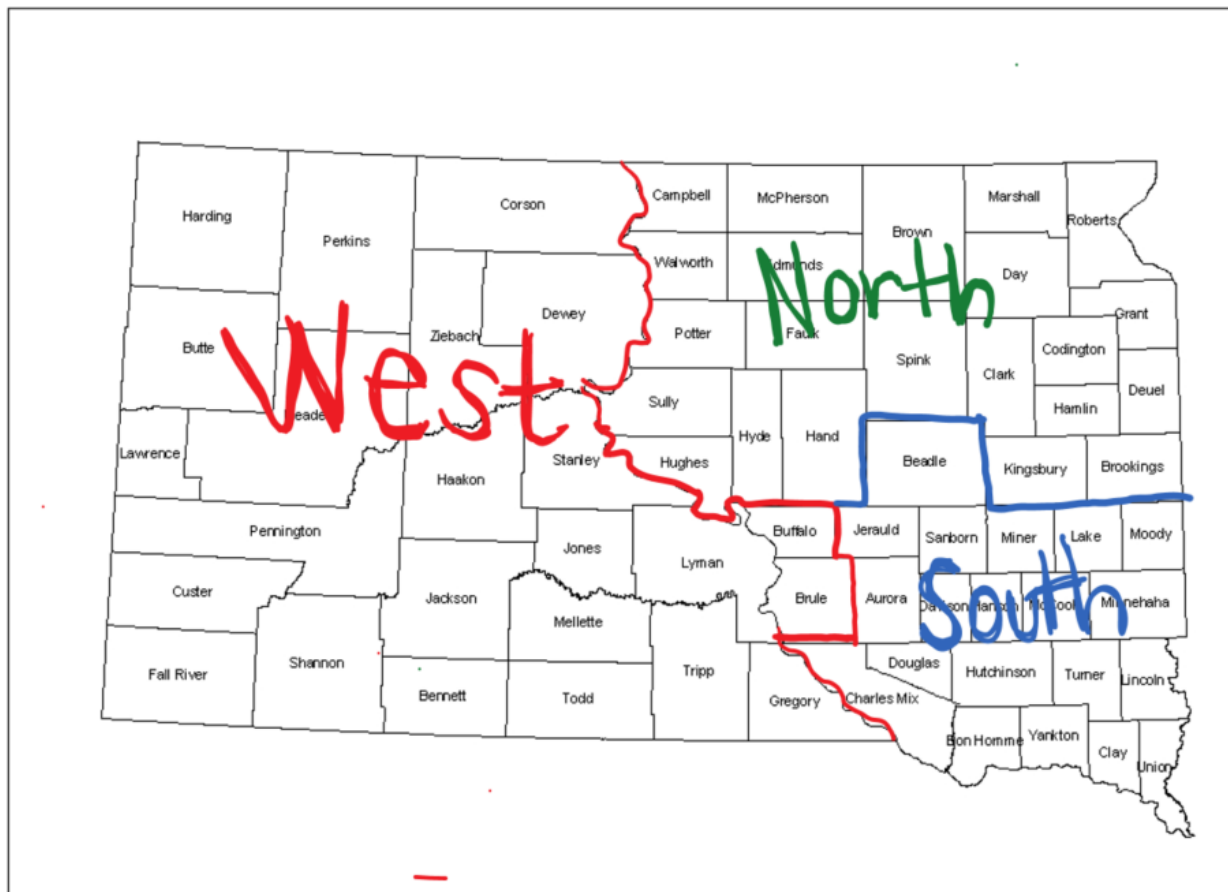 Campbell
McPherson
Marshall
Corson
Harding
Roberts
Brown
Perkins
Walworth
Edmunds
Day
North
Dewey
Grant
Potter
Faulk
Ziebach
Butte
Codington
Spink
Clark
Deuel
West
Sully
Hamlin
Meade
Hyde
Hand
Lawrence
Stanley
Hughes
Beadle
Kingsbury
Brookings
Haakon
Pennington
Buffalo
Jerauld
Sanborn
Miner
Lake
Moody
Jones
Lyman
Custer
Jackson
Brule
Aurora
Davison
Hanson
McCook
Minnehaha
South
Mellette
Shannon
Douglas
Fall River
Tripp
Hutchinson
Turner
Lincoln
Bennett
Todd
Gregory
Charles Mix
Bon Homme
Yankton
Clay
Union